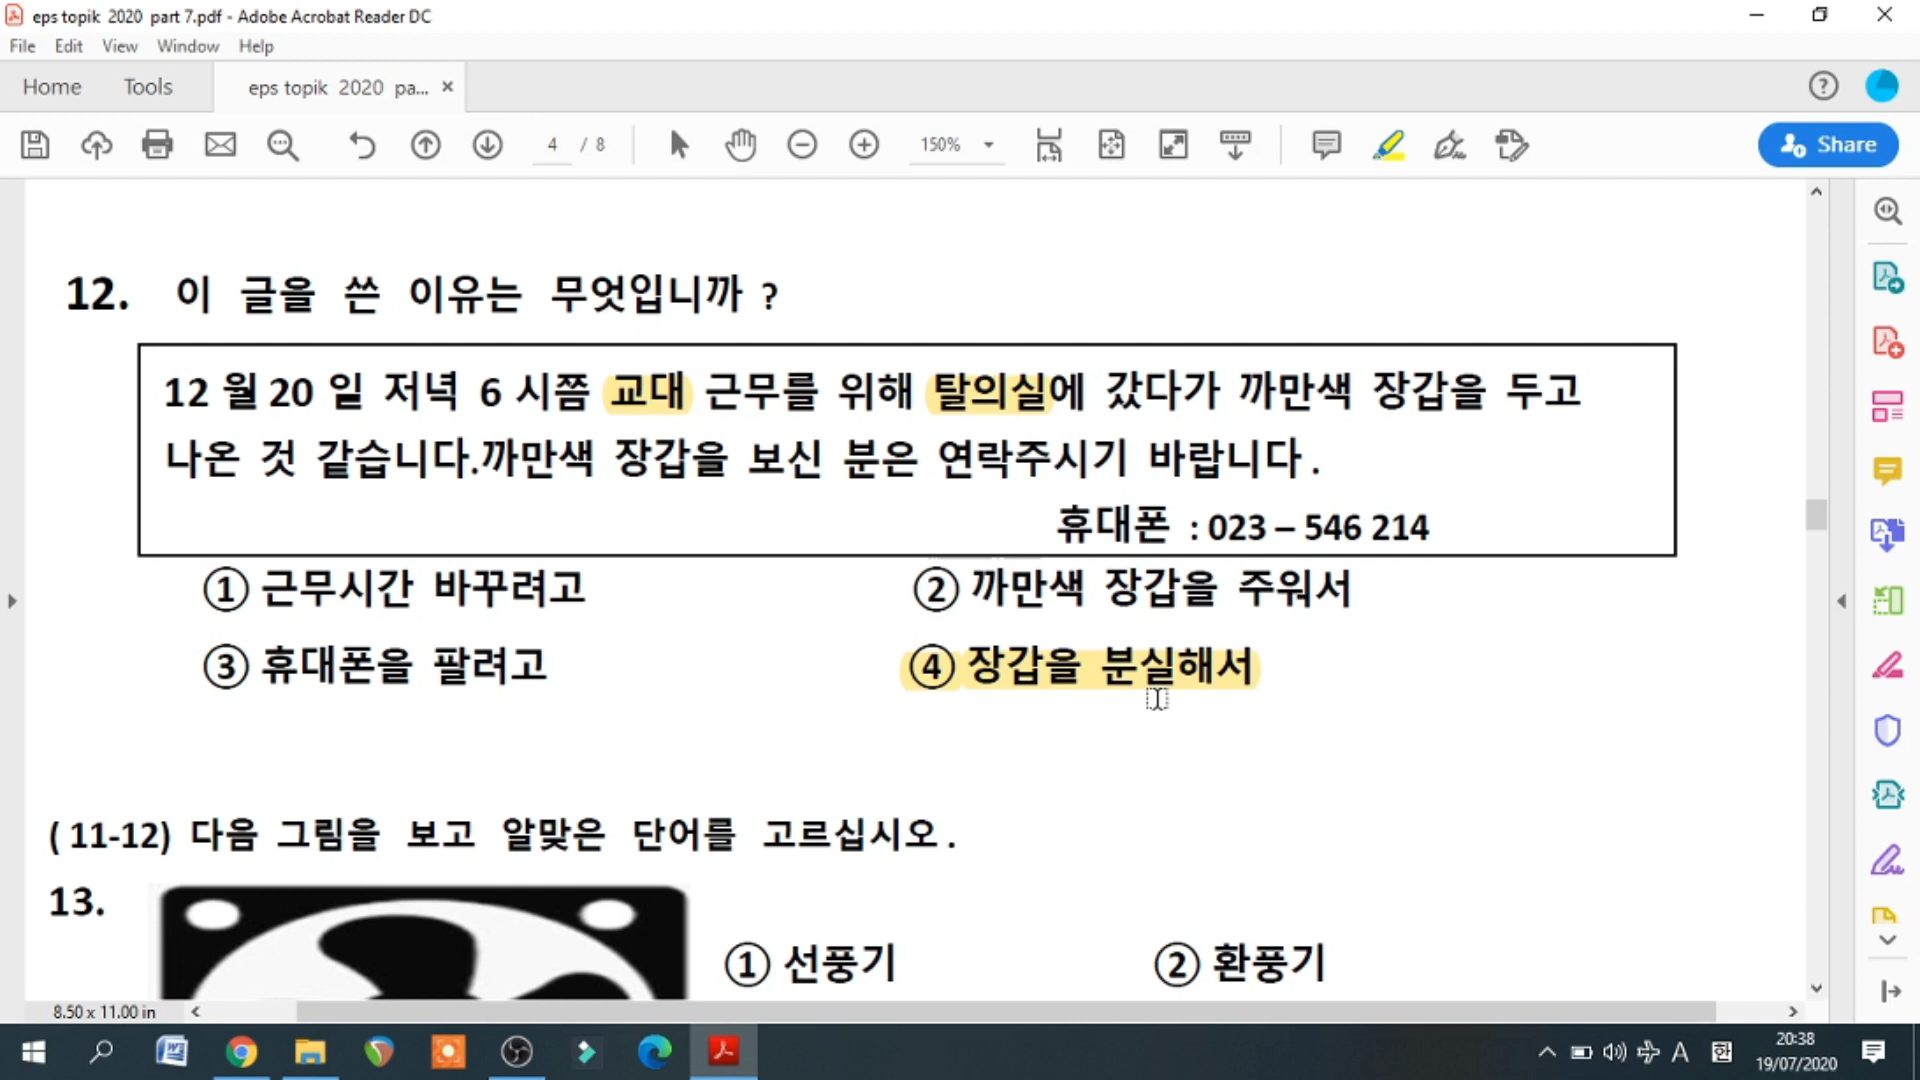 eps topik 2020 part 7.pdf - Adobe Acrobat Reader DC
File Edit View Window Help
Home Tools eps topik 2020 pa... ×
4 / 8 150% Share
12. 이 글을 쓴 이유는 무엇입니까 ?
12 월 20 일 저녁 6 시쯤 교대 근무를 위해 탈의실에 갔다가 까만색 장갑을 두고
나온 것 같습니다.까만색 장갑을 보신 분은 연락주시기 바랍니다 .
휴대폰 : 023 – 546 214
① 근무시간 바꾸려고 ② 까만색 장갑을 주워서
③ 휴대폰을 팔려고 ④ 장갑을 분실해서
( 11-12) 다음 그림을 보고 알맞은 단어를 고르십시오 .
13.
① 선풍기 ② 환풍기
8.50 x 11.00 in
A 한 20:38
19/07/2020